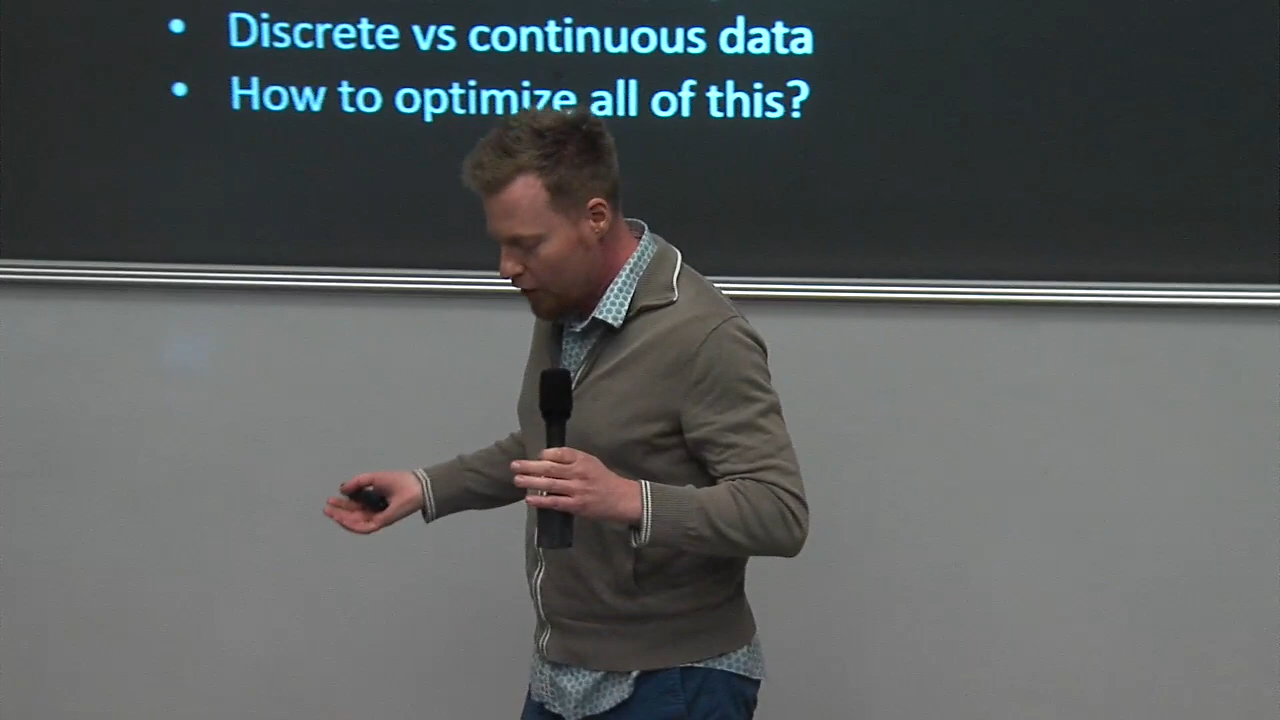 • Discrete vs continuous data
• How to optimize all of this?